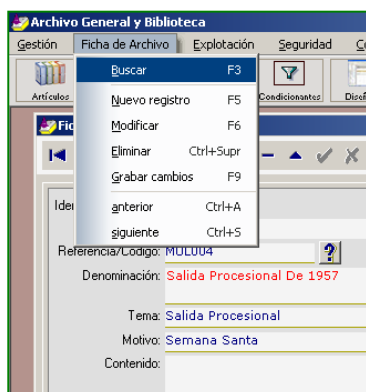 Archivo General y Biblioteca
Gestión Ficha de Archivo Explotación Seguridad
Artículos Condicionantes
Buscar F3
Nuevo registro F5
Modificar F6
Eliminar Ctrl+Supr
Grabar cambios F9
anterior Ctrl+A
siguiente Ctrl+S
Referencia/Código: MUL004
Denominación: Salida Procesional De 1957
Tema: Salida Procesional
Motivo: Semana Santa
Contenido: